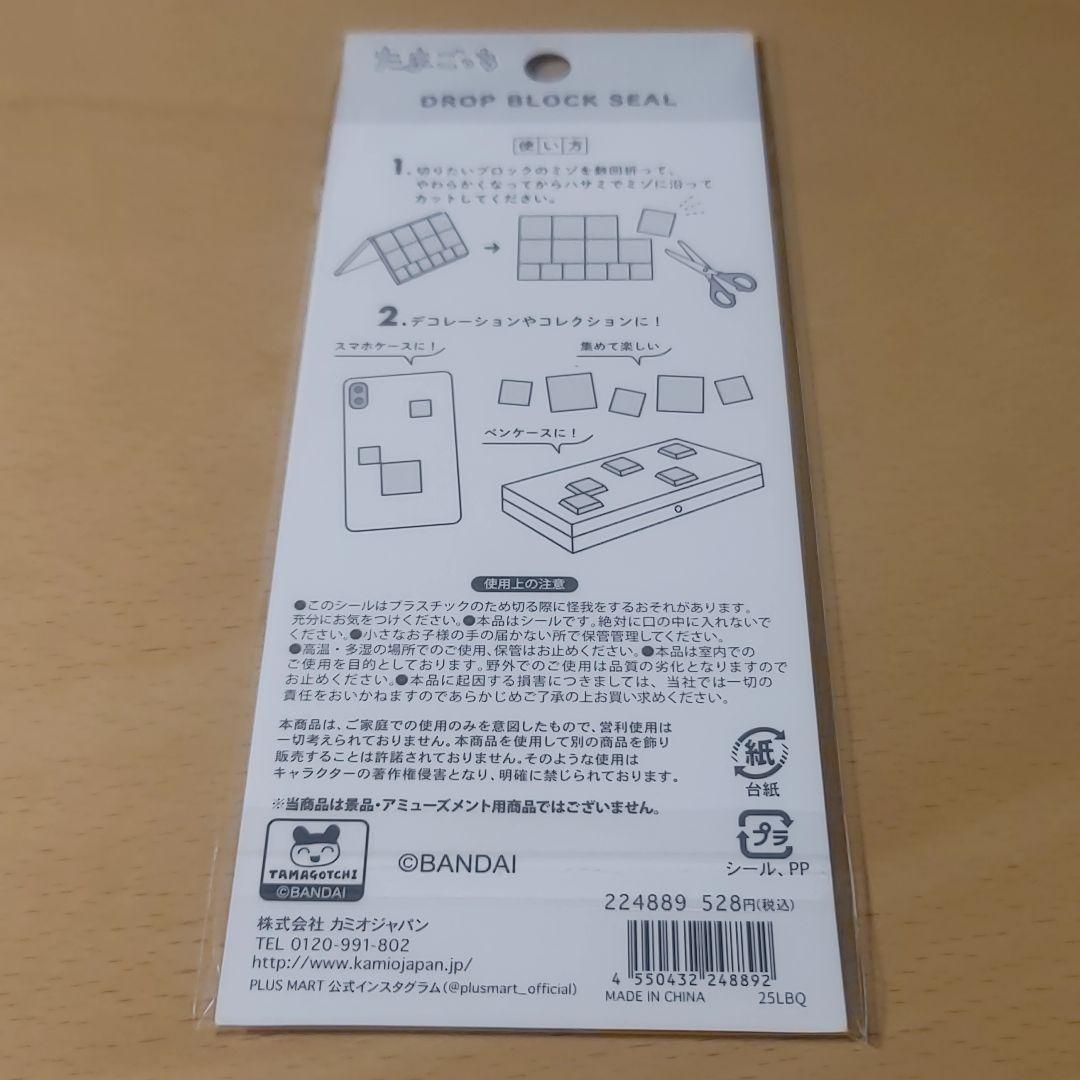 たまごっち
DROP BLOCK SEAL
使い方
1. 切りたいブロックのミゾを数回折って、
やわらかくなってからハサミでミゾに沿って
カットしてください。
2. デコレーションやコレクションに！
スマホケースに！
集めて楽しい
ペンケースに！
使用上の注意
●このシールはプラスチックのため切る際に怪我をするおそれがあります。
充分にお気をつけください。●本品はシールです。絶対に口の中に入れないで
ください。●小さなお子様の手の届かない所で保管管理してください。
●高温・多湿の場所でのご使用、保管はお止めください。●本品は室内での
ご使用を目的としております。野外でのご使用は品質の劣化となりますので
お止めください。●本品に起因する損害につきましては、当社では一切の
責任をおいかねますのであらかじめご了承の上お買い求めください。
本商品は、ご家庭での使用のみを意図したもので、営利使用は
一切考えられておりません。本商品を使用して別の商品を飾り
販売することは許諾されておりません。そのような使用は
キャラクターの著作権侵害となり、明確に禁じられております。
※当商品は景品・アミューズメント用商品ではございません。
紙
台紙
プラ
シール、PP
TAMAGOTCHI
©BANDAI
©BANDAI
224889 528円(税込)
株式会社 カミオジャパン
TEL 0120-991-802
http://www.kamiojapan.jp/
PLUS MART 公式インスタグラム(@plusmart_official)
4 550432 248892
MADE IN CHINA 25LBQ